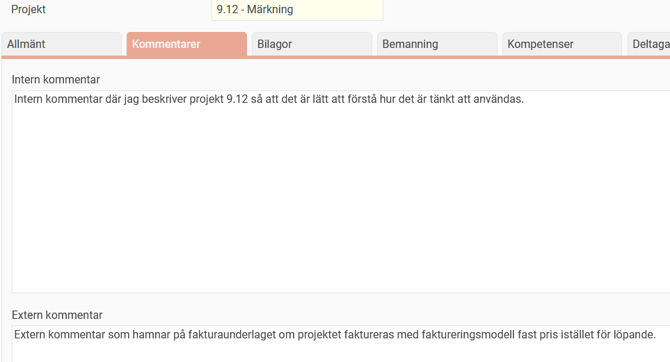 Projekt 9.12 - Märkning
Allmänt Kommentarer Bilagor Bemanning Kompetenser Deltaga
Intern kommentar
Intern kommentar där jag beskriver projekt 9.12 så att det är lätt att förstå hur det är tänkt att användas.
Extern kommentar
Extern kommentar som hamnar på fakturaunderlaget om projektet faktureras med faktureringsmodell fast pris istället för löpande.